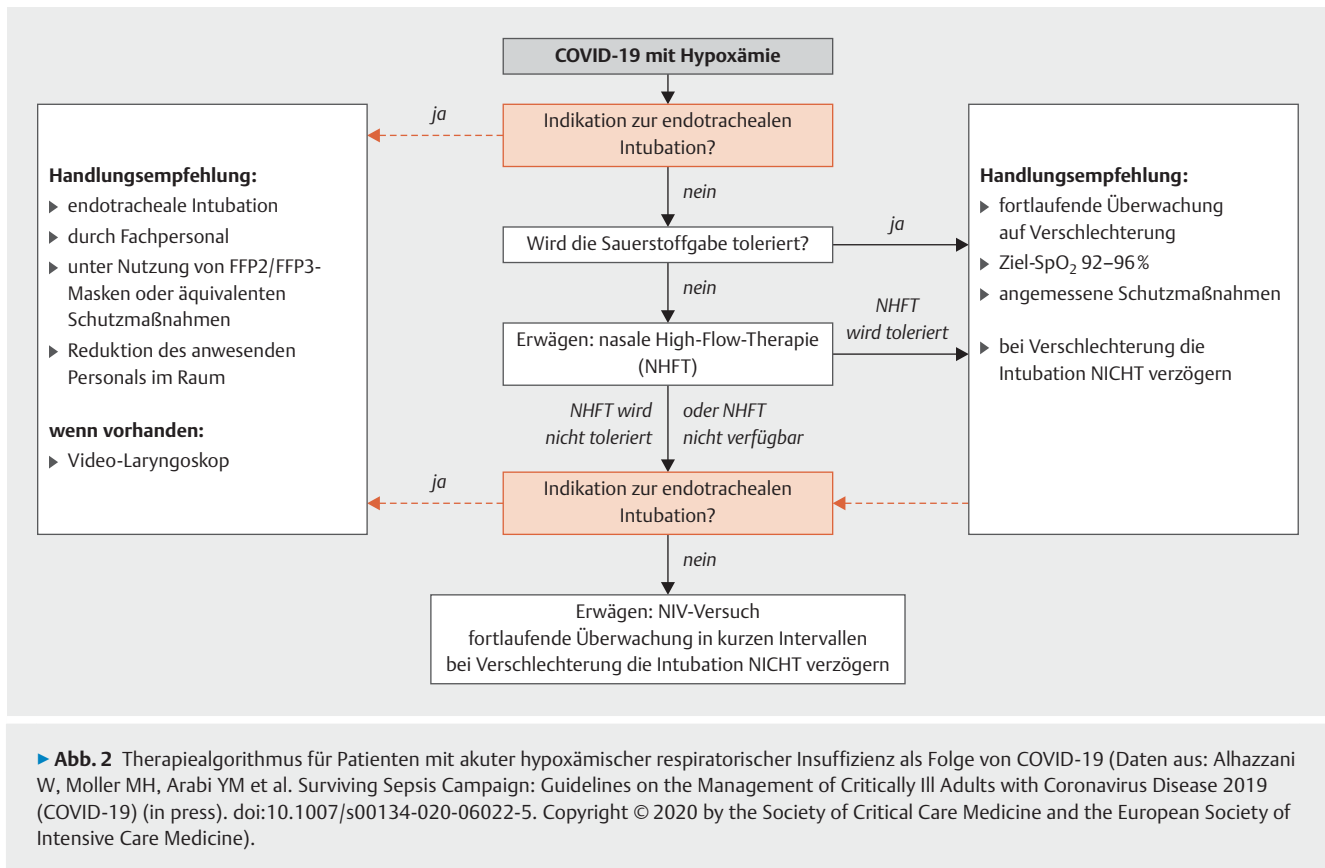 COVID-19 mit Hypoxämie
ja
Indikation zur endotrachealen
Intubation?
nein
Handlungsempfehlung:
▶ endotracheale Intubation
▶ durch Fachpersonal
▶ unter Nutzung von FFP2/FFP3-
Masken oder äquivalenten
Schutzmaßnahmen
▶ Reduktion des anwesenden
Personals im Raum
wenn vorhanden:
▶ Video-Laryngoskop
Wird die Sauerstoffgabe toleriert?
ja
nein
Handlungsempfehlung:
▶ fortlaufende Überwachung
auf Verschlechterung
▶ Ziel-SpO₂ 92–96%
▶ angemessene Schutzmaßnahmen
▶ bei Verschlechterung die
Intubation NICHT verzögern
Erwägen: nasale High-Flow-Therapie
(NHFT)
NHFT
wird toleriert
NHFT wird
nicht toleriert
oder NHFT
nicht verfügbar
ja
Indikation zur endotrachealen
Intubation?
nein
Erwägen: NIV-Versuch
fortlaufende Überwachung in kurzen Intervallen
bei Verschlechterung die Intubation NICHT verzögern
▶ Abb. 2 Therapiealgorithmus für Patienten mit akuter hypoxämischer respiratorischer Insuffizienz als Folge von COVID-19 (Daten aus: Alhazzani
W, Moller MH, Arabi YM et al. Surviving Sepsis Campaign: Guidelines on the Management of Critically Ill Adults with Coronavirus Disease 2019
(COVID-19) (in press). doi:10.1007/s00134-020-06022-5. Copyright © 2020 by the Society of Critical Care Medicine and the European Society of
Intensive Care Medicine).